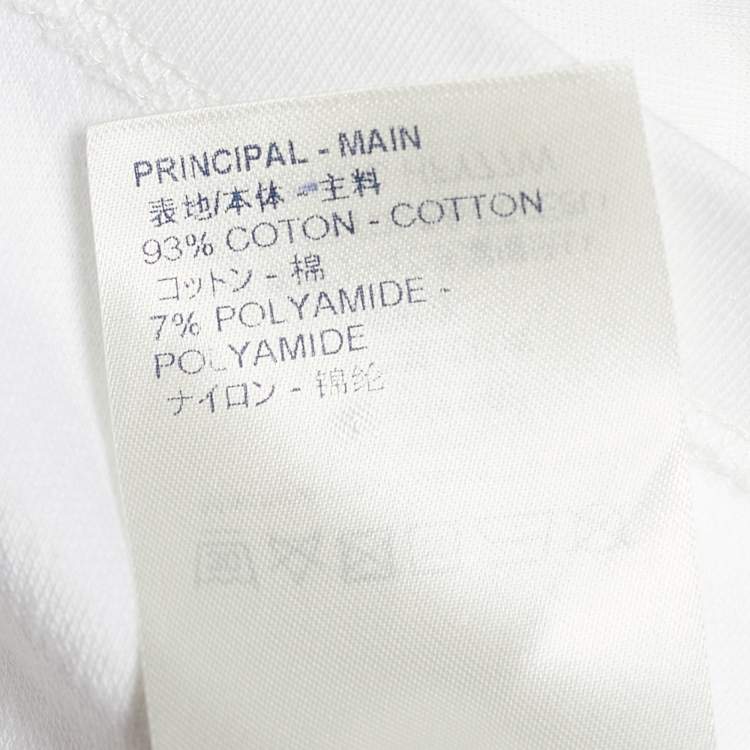 PRINCIPAL - MAIN
表地/本体 - 主料
93% COTON - COTTON
コットン - 棉
7% POLYAMIDE -
POLYAMIDE
ナイロン - 锦纶